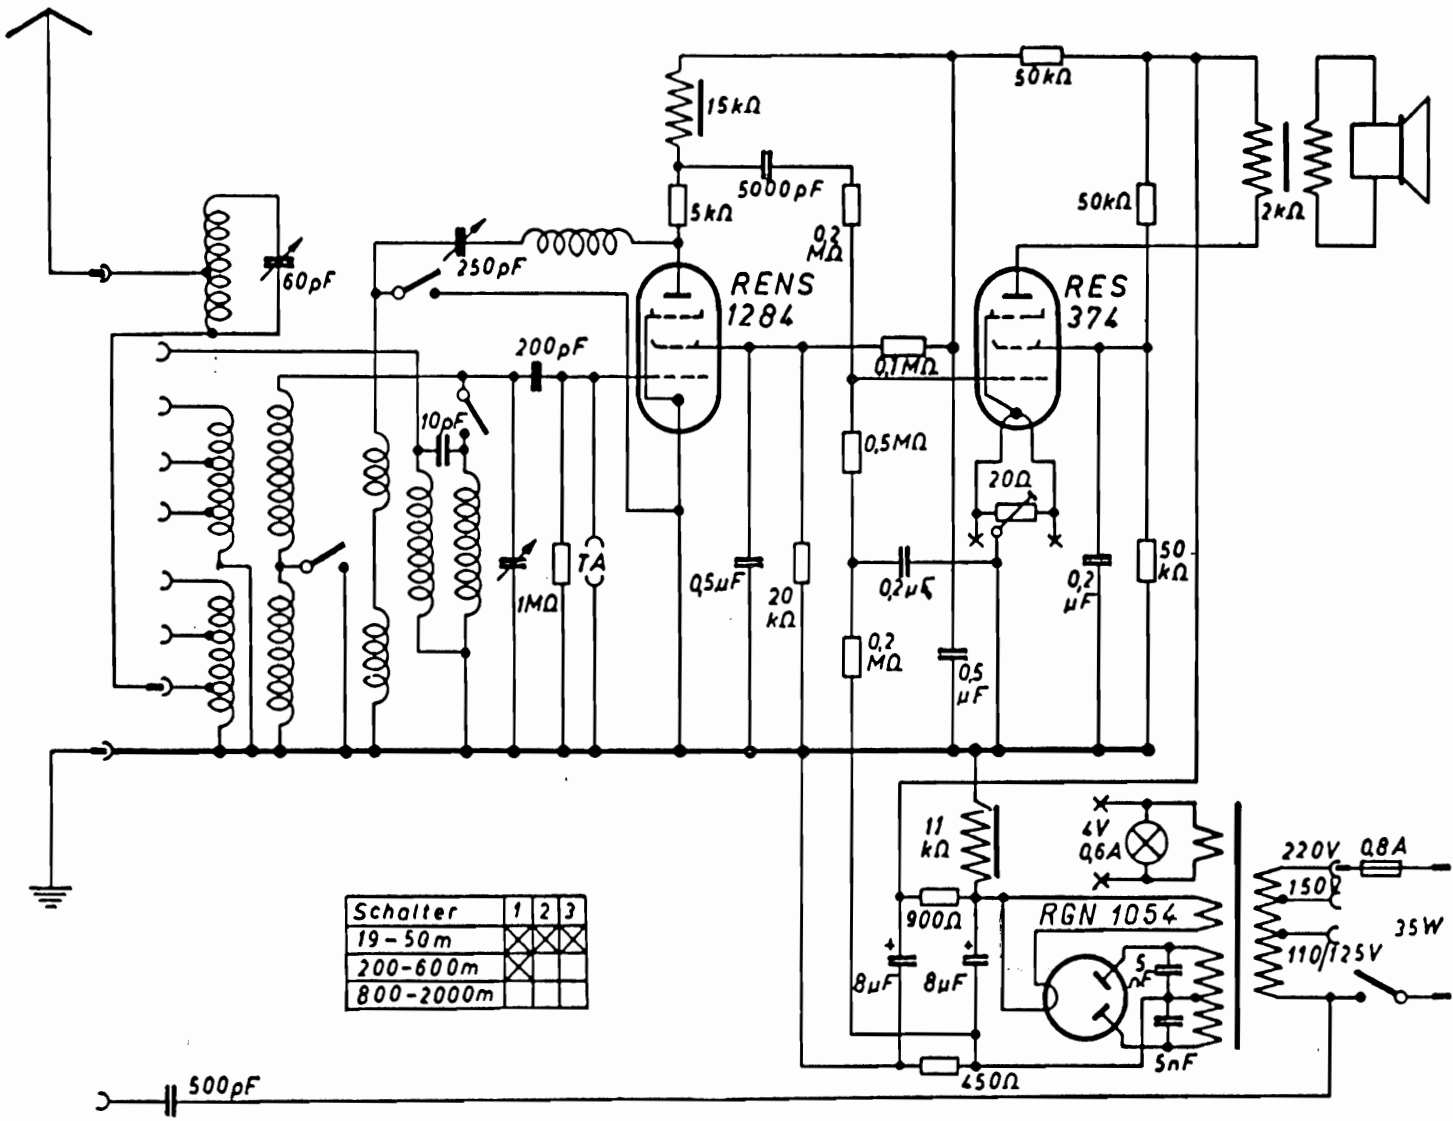 50kΩ
15kΩ
5000pF
5kΩ
50kΩ
2kΩ
0,2
MΩ
250pF
60pF
RENS
1284
RES
374
200pF
0,1MΩ
10pF
0,5MΩ
20Ω
TA
0,5µF
1MΩ
20
kΩ
0,2µF
0,2
µF
50
kΩ
0,2
MΩ
0,5
µF
11
kΩ
4V
0,6A
220V
0,8A
150V
900Ω
RGN 1054
35W
110/125V
5
nF
8µF
8µF
5nF
450Ω
Schalter 1 2 3
19-50m
200-600m
800-2000m
500pF